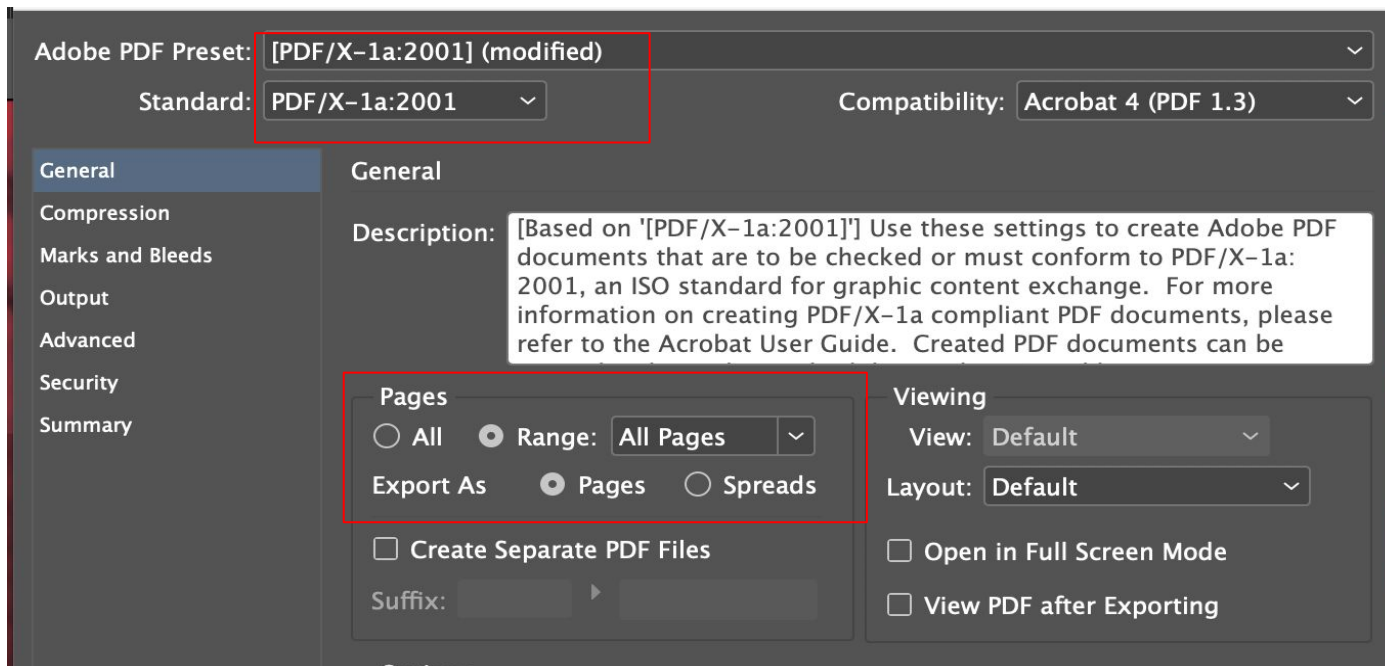 Adobe PDF Preset: [PDF/X-1a:2001] (modified)
Standard: PDF/X-1a:2001 Compatibility: Acrobat 4 (PDF 1.3)
General
Compression
Marks and Bleeds
Output
Advanced
Security
Summary
General
Description: [Based on '[PDF/X-1a:2001]'] Use these settings to create Adobe PDF
documents that are to be checked or must conform to PDF/X-1a:
2001, an ISO standard for graphic content exchange.  For more
information on creating PDF/X-1a compliant PDF documents, please
refer to the Acrobat User Guide.  Created PDF documents can be
Pages
All Range: All Pages
Export As Pages Spreads
Create Separate PDF Files
Suffix:
Viewing
View: Default
Layout: Default
Open in Full Screen Mode
View PDF after Exporting